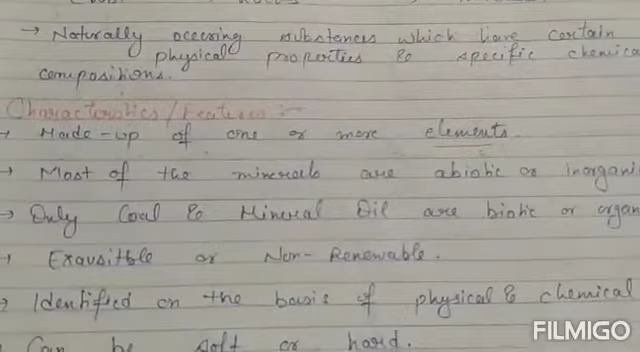 → Naturally occuring substances which have certain
physical properties & specific chemica
compositions.
Characteristics/Features :-
→ Made-up of one or more elements.
→ Most of the minerals are abiotic or inorgani
→ Only Coal & Mineral Oil are biotic or organ
→ Exausitble or Non-Renewable.
→ Identified on the basis of physical & chemical
Can be soft or hard.
FILMIGO